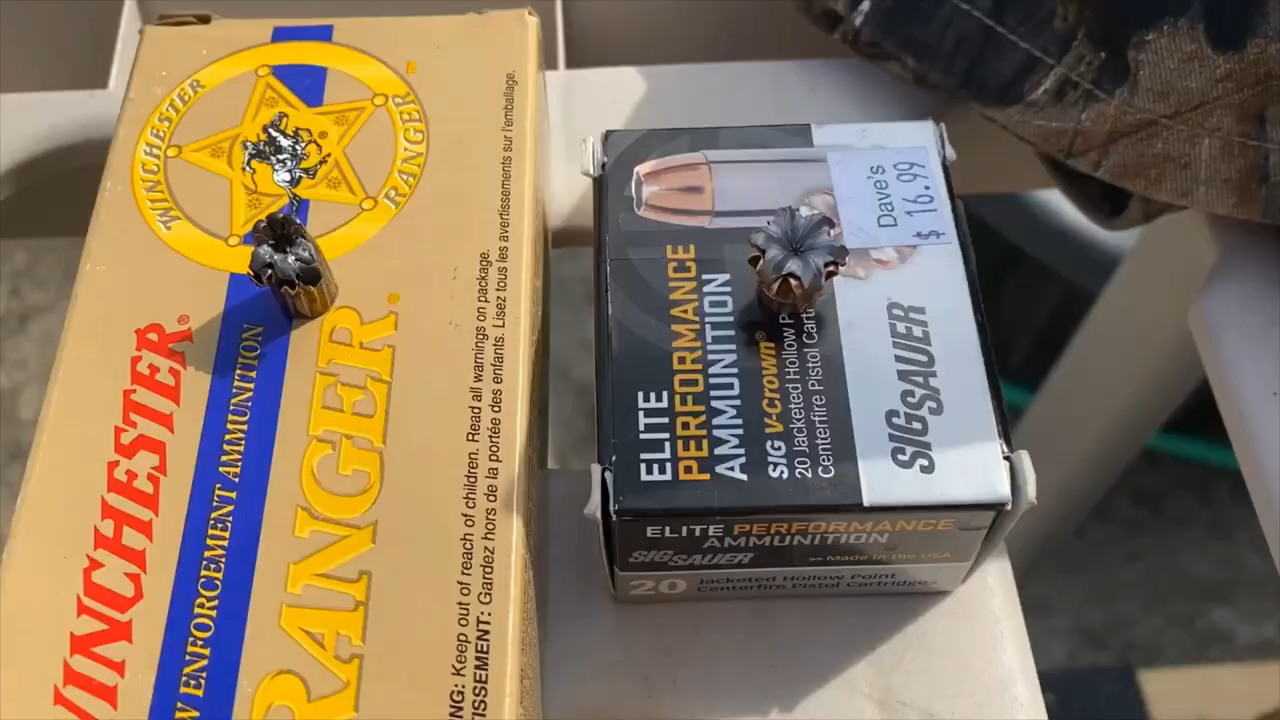 WINCHESTER RANGER™
WINCHESTER®
W ENFORCEMENT AMMUNITION
RANGER.
NG: Keep out of reach of children. Read all warnings on package.
TISSEMENT: Gardez hors de la portée des enfants. Lisez tous les avertissements sur l'emballage.
Dave's
$ 16.99
ELITE
PERFORMANCE
AMMUNITION
SIG V-Crown®
20 Jacketed Hollow P
Centerfire Pistol Cart
SIG SAUER®
ELITE PERFORMANCE
AMMUNITION
SIG SAUER
Made in the USA
20 Jacketed Hollow Point
Centerfire Pistol Cartridges